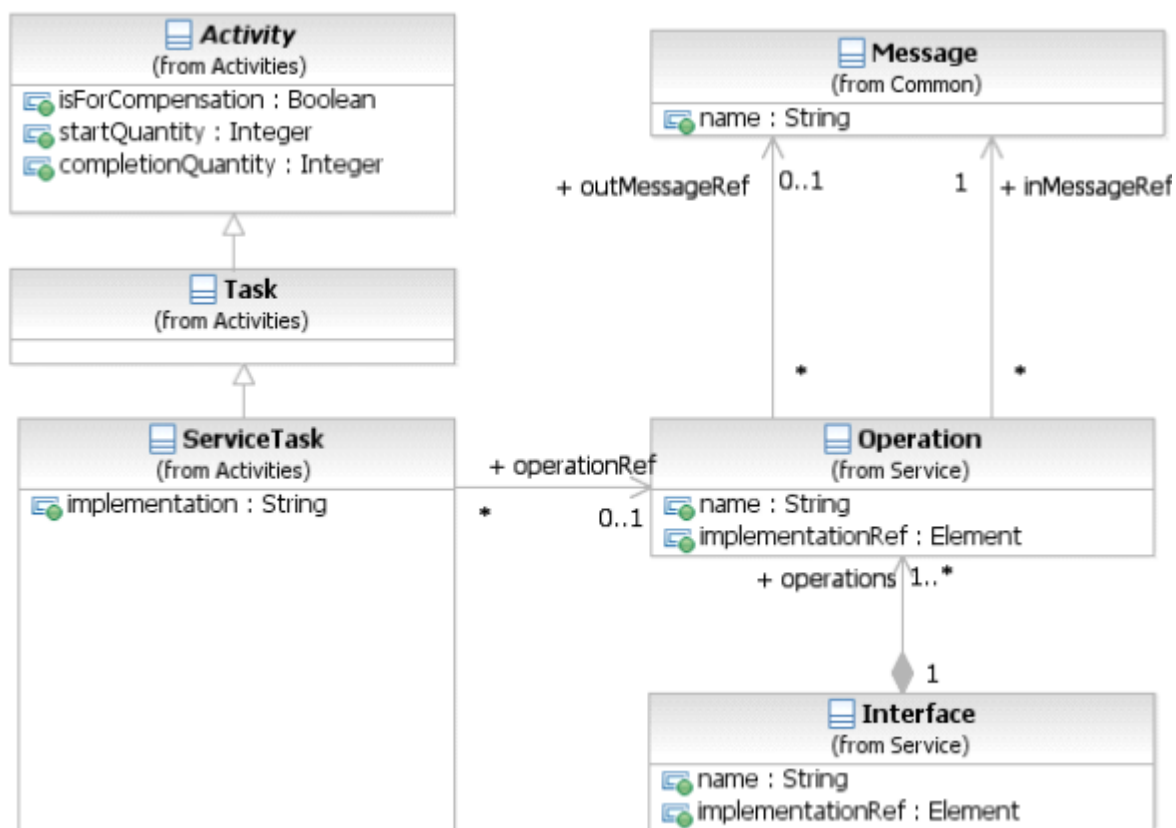 Activity
(from Activities)
isForCompensation : Boolean
startQuantity : Integer
completionQuantity : Integer
Message
(from Common)
name : String
+ outMessageRef
0..1
1
+ inMessageRef
Task
(from Activities)
*
*
ServiceTask
(from Activities)
implementation : String
+ operationRef
*
0..1
Operation
(from Service)
name : String
implementationRef : Element
+ operations
1..*
1
Interface
(from Service)
name : String
implementationRef : Element